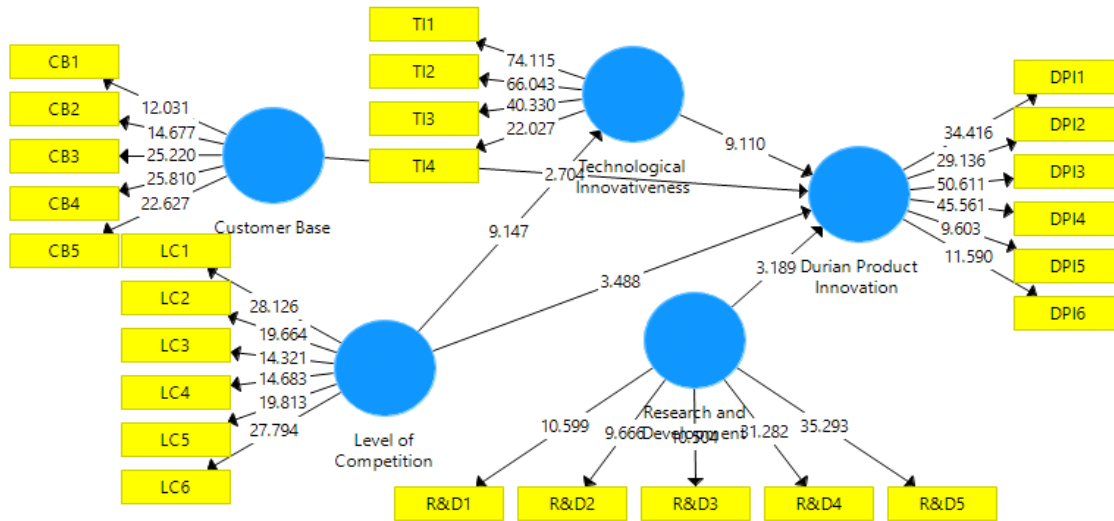 TI1
TI2
TI3
TI4
74.115
66.043
40.330
22.027
Technological
Innovativeness
CB1
CB2
CB3
CB4
CB5
12.031
14.677
25.220
25.810
22.627
Customer Base
2.704
9.110
9.147
3.488
3.189
DPI1
DPI2
DPI3
DPI4
DPI5
DPI6
34.416
29.136
50.611
45.561
9.603
11.590
Durian Product
Innovation
LC1
LC2
LC3
LC4
LC5
LC6
28.126
19.664
14.321
14.683
19.813
27.794
Level of
Competition
Research and
Development
10.599
9.666
10.504
31.282
35.293
R&D1
R&D2
R&D3
R&D4
R&D5